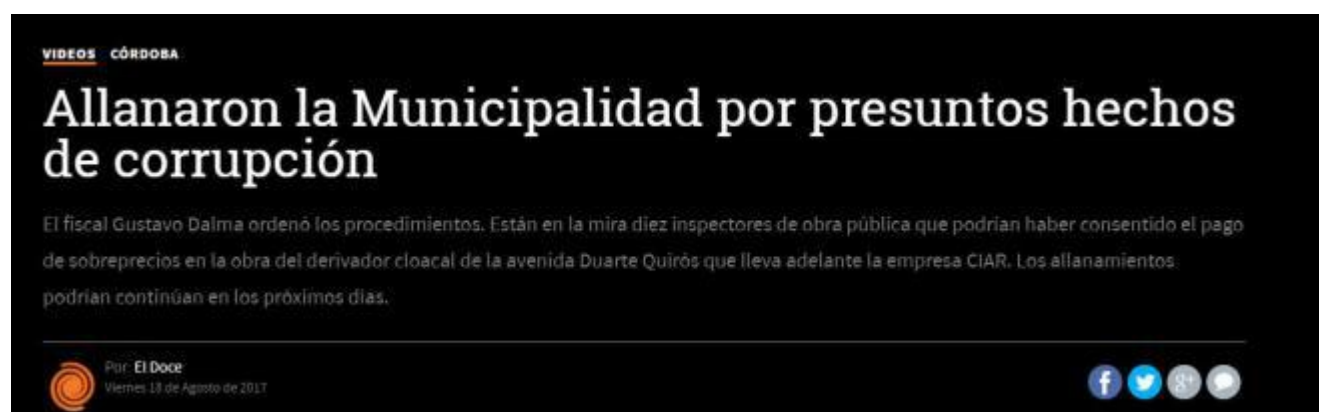 VIDEOS CÓRDOBA
Allanaron la Municipalidad por presuntos hechos
de corrupción
El fiscal Gustavo Dalma ordenó los procedimientos. Están en la mira diez inspectores de obra pública que podrían haber consentido el pago
de sobreprecios en la obra del derivador cloacal de la avenida Duarte Quirós que lleva adelante la empresa CIAR. Los allanamientos
podrían continúan en los próximos días.
Por: El Doce
Viernes 18 de Agosto de 2017
f g+